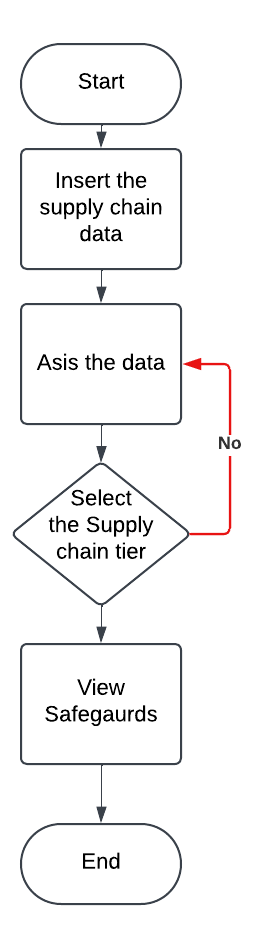 Start
Insert the
supply chain
data
Asis the data
No
Select
the Supply
chain tier
View
Safegaurds
End